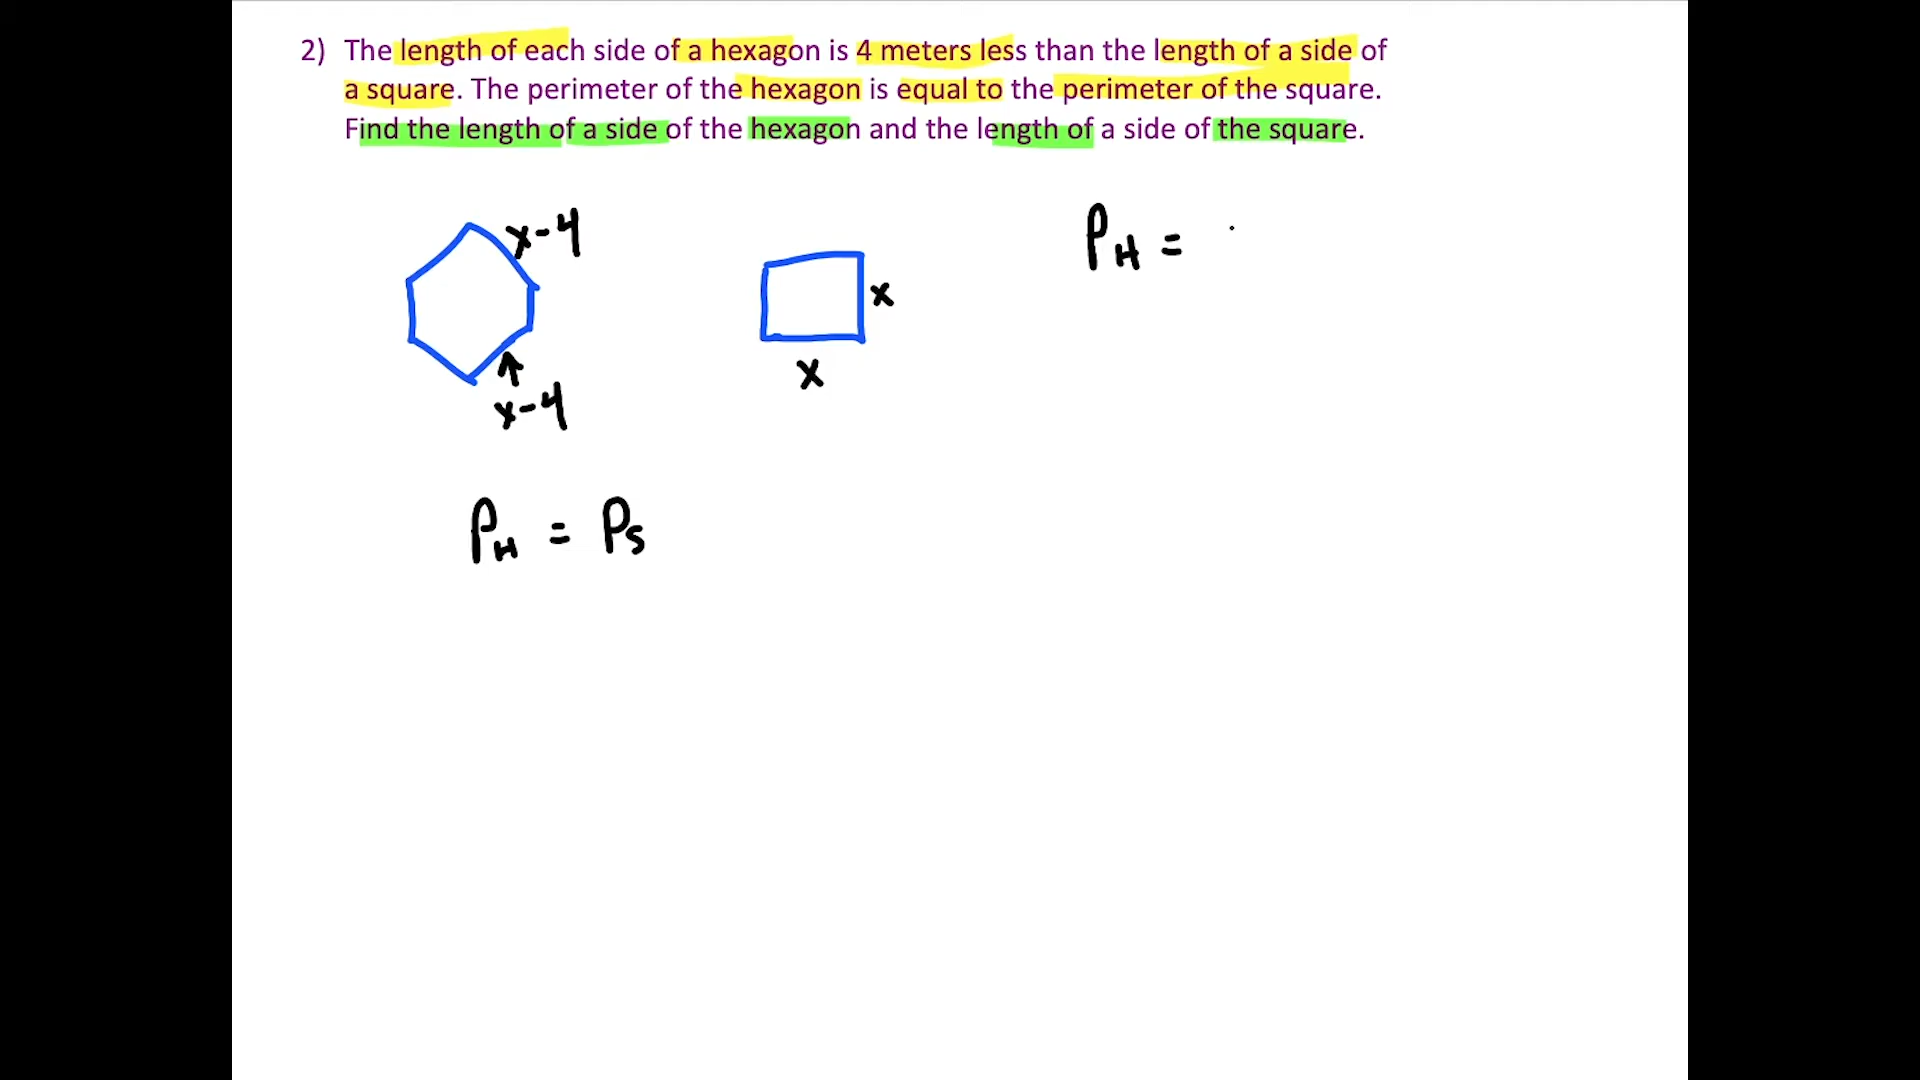 2) The length of each side of a hexagon is 4 meters less than the length of a side of
a square. The perimeter of the hexagon is equal to the perimeter of the square.
Find the length of a side of the hexagon and the length of a side of the square.
x-4
P_H =
x
x
x-4
P_H = P_S